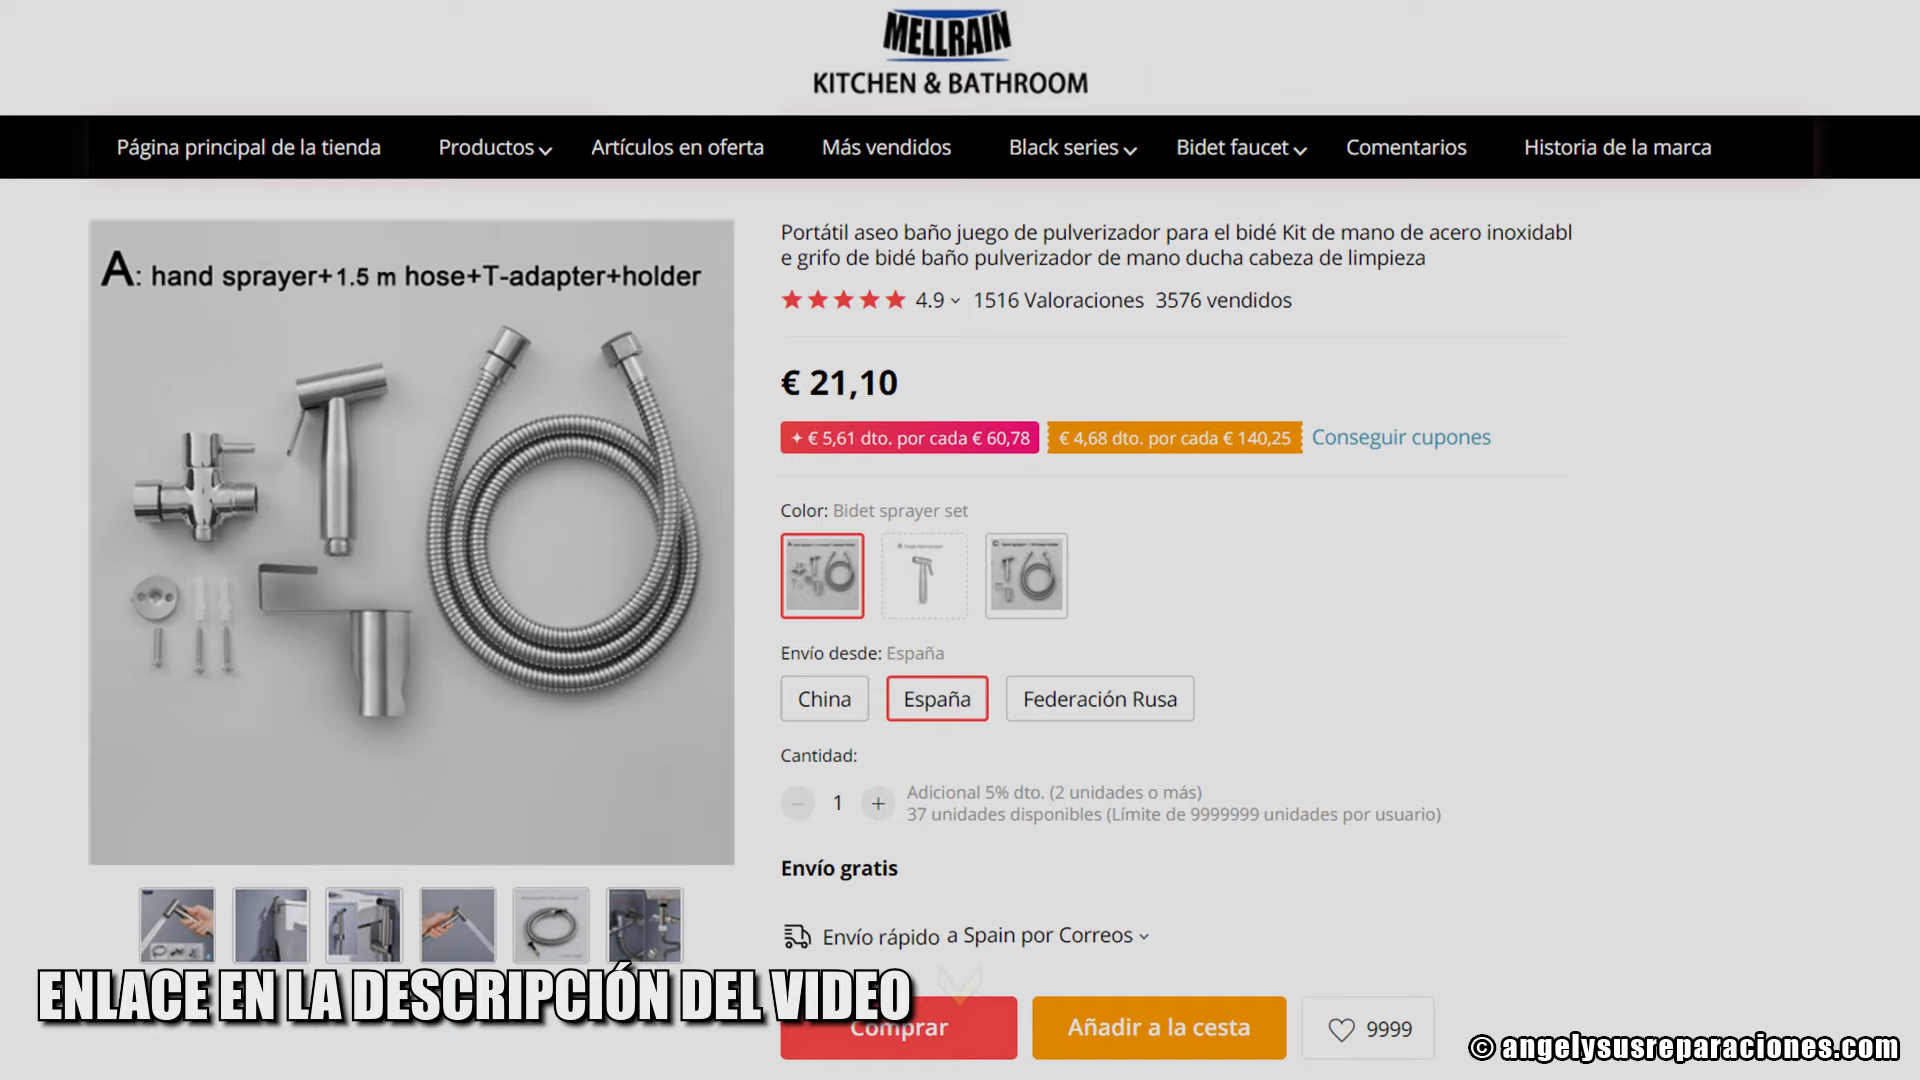 MELLRAIN
KITCHEN & BATHROOM
Página principal de la tienda Productos Artículos en oferta Más vendidos Black series Bidet faucet Comentarios Historia de la marca
A: hand sprayer+1.5 m hose+T-adapter+holder
Portátil aseo baño juego de pulverizador para el bidé Kit de mano de acero inoxidabl
e grifo de bidé baño pulverizador de mano ducha cabeza de limpieza
4.9 1516 Valoraciones 3576 vendidos
€ 21,10
€ 5,61 dto. por cada € 60,78 € 4,68 dto. por cada € 140,25 Conseguir cupones
Color: Bidet sprayer set
Envío desde: España
China España Federación Rusa
Cantidad:
1
Adicional 5% dto. (2 unidades o más)
37 unidades disponibles (Límite de 9999999 unidades por usuario)
Envío gratis
Envío rápido a Spain por Correos
ENLACE EN LA DESCRIPCIÓN DEL VIDEO
Comprar Añadir a la cesta 9999
© angelysusreparaciones.com